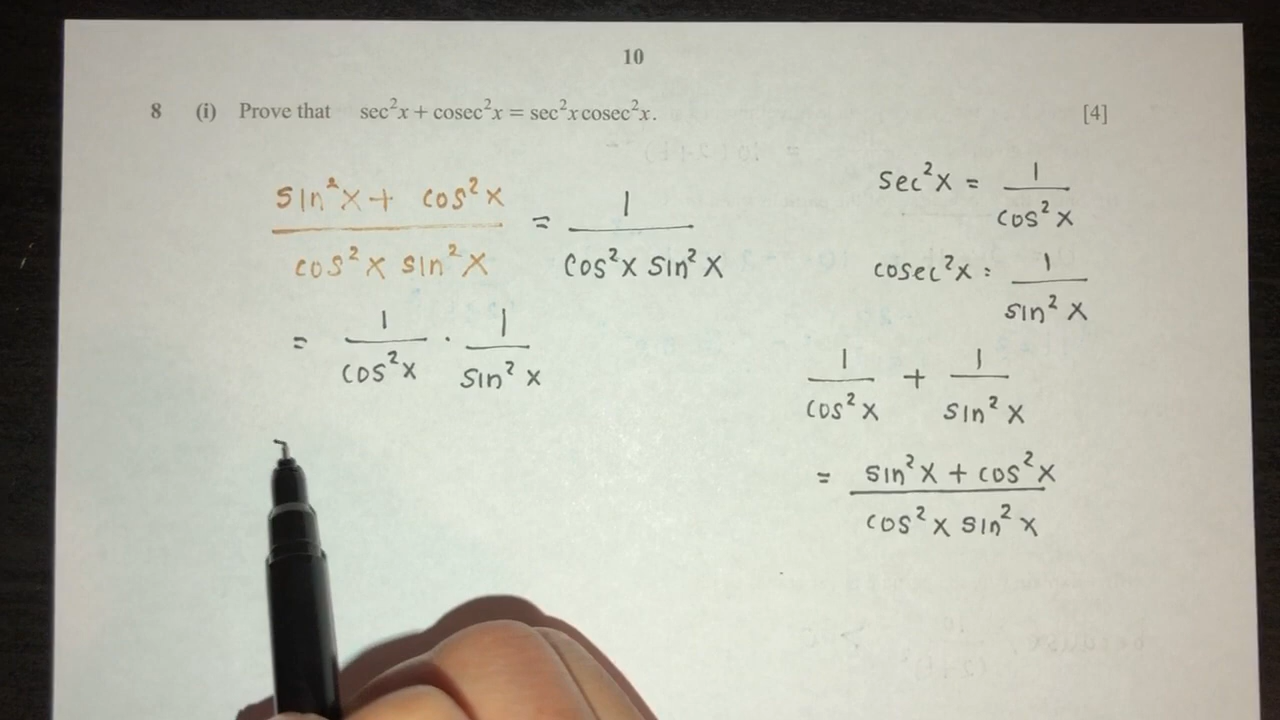 10
8 (i) Prove that sec²x + cosec²x = sec²x cosec²x. [4]
sin²x + cos²x / cos²x sin²x = 1 / cos²x sin²x
= 1 / cos²x · 1 / sin²x
sec²x = 1 / cos²x
cosec²x = 1 / sin²x
1 / cos²x + 1 / sin²x
= sin²x + cos²x / cos²x sin²x